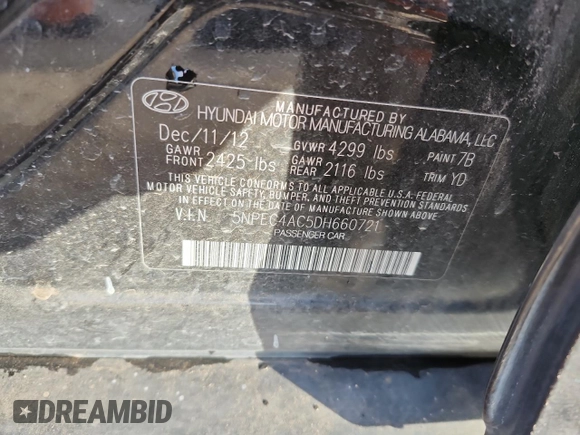 MANUFACTURED BY
HYUNDAI MOTOR MANUFACTURING ALABAMA, LLC
Dec/11/12 GVWR 4299 lbs PAINT 7B
GAWR FRONT 2425 lbs GAWR REAR 2116 lbs TRIM YD
THIS VEHICLE CONFORMS TO ALL APPLICABLE U.S.A. FEDERAL
MOTOR VEHICLE SAFETY, BUMPER, AND THEFT PREVENTION STANDARDS
IN EFFECT ON THE DATE OF MANUFACTURE SHOWN ABOVE
V.I.N. 5NPEC4AC5DH660721
PASSENGER CAR
DREAMBID